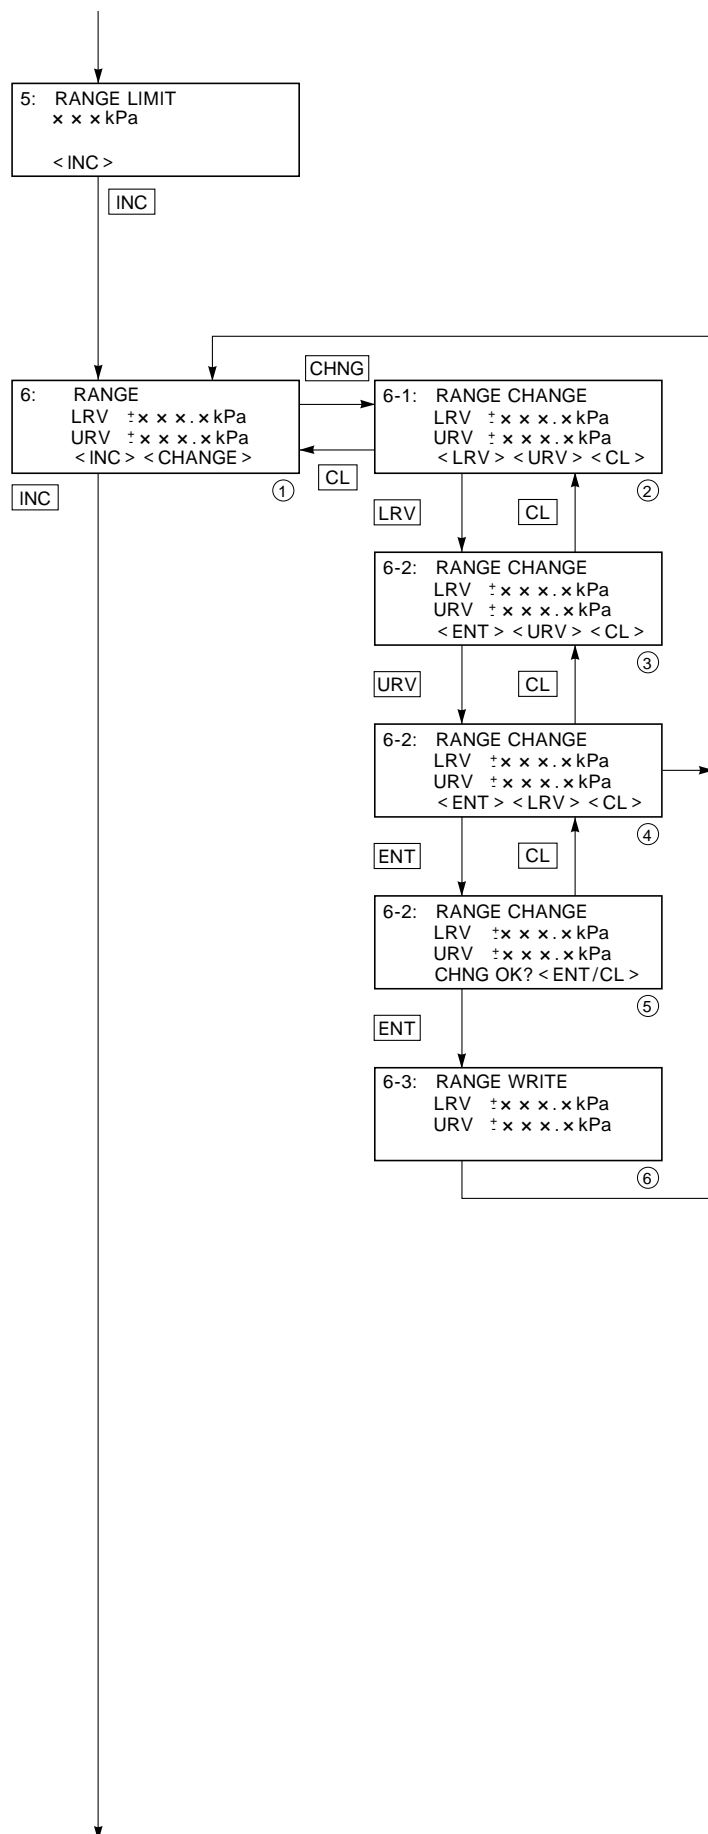 5: RANGE LIMIT
× × × kPa
< INC >
INC
CHNG
6: RANGE
LRV ±× × × . × kPa
URV ±× × × . × kPa
< INC > < CHANGE >
①
CL
INC
6-1: RANGE CHANGE
LRV ±× × × . × kPa
URV ±× × × . × kPa
< LRV > < URV > < CL >
②
LRV
CL
6-2: RANGE CHANGE
LRV ±× × × . × kPa
URV ±× × × . × kPa
< ENT > < URV > < CL >
③
URV
CL
6-2: RANGE CHANGE
LRV ±× × × . × kPa
URV ±× × × . × kPa
< ENT > < LRV > < CL >
④
ENT
CL
6-2: RANGE CHANGE
LRV ±× × × . × kPa
URV ±× × × . × kPa
CHNG OK? < ENT/CL >
⑤
ENT
6-3: RANGE WRITE
LRV ±× × × . × kPa
URV ±× × × . × kPa
⑥